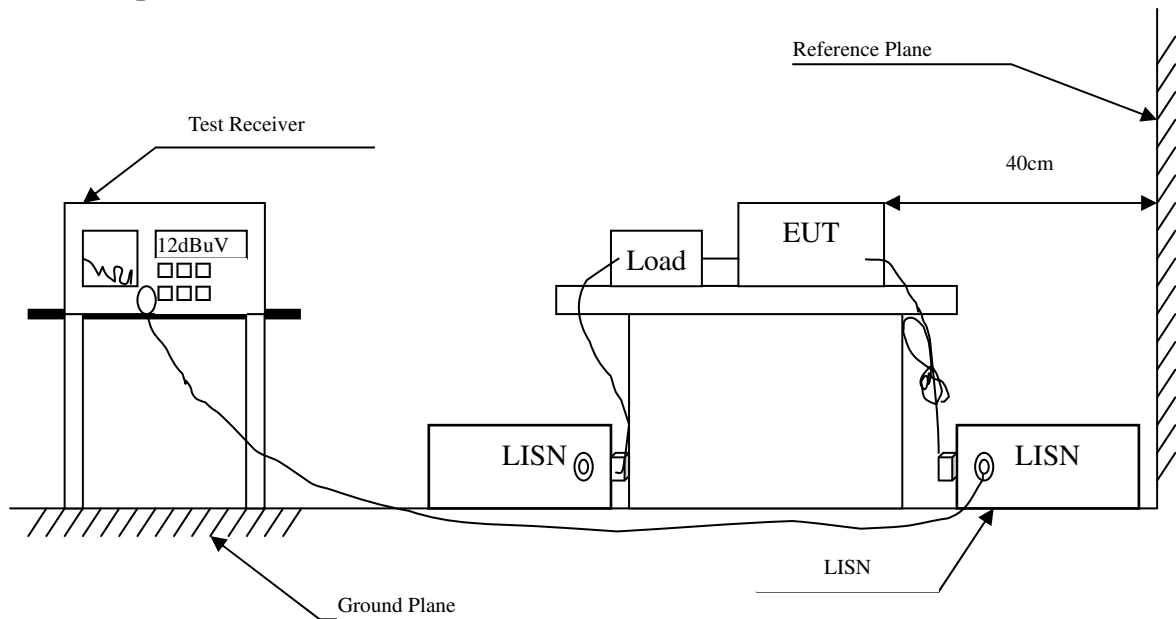 Reference Plane
Test Receiver
40cm
12dBuV
EUT
Load
LISN
LISN
LISN
Ground Plane